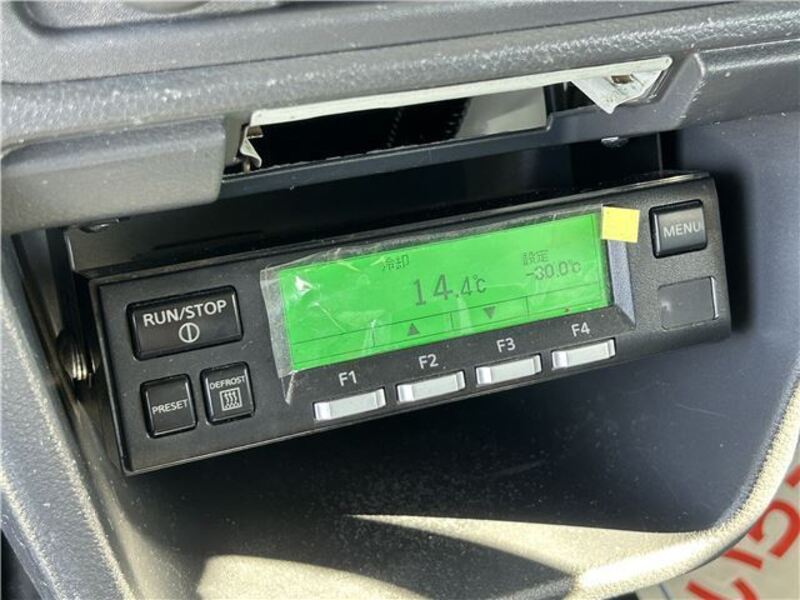 冷却 設定
14.4℃ -30.0℃
▲ ▼
MENU
RUN/STOP
PRESET DEFROST
F1 F2 F3 F4